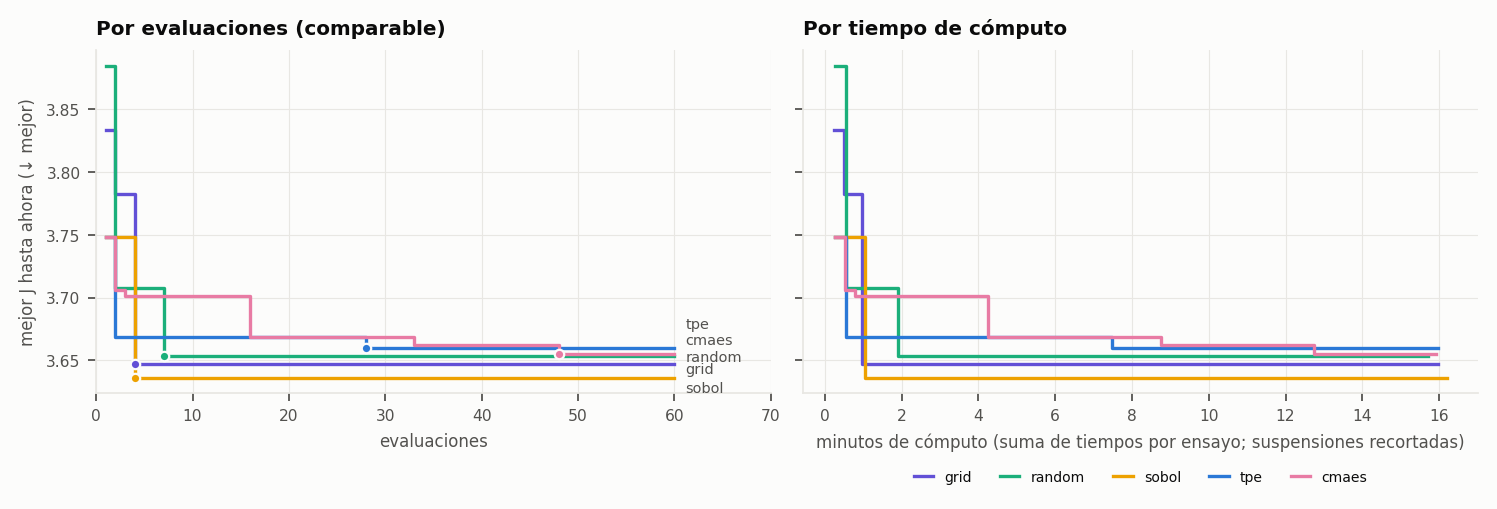 Por evaluaciones (comparable)
Por tiempo de cómputo
mejor J hasta ahora (↓ mejor)
3.85
3.80
3.75
3.70
3.65
tpe
cmaes
random
grid
sobol
0 10 20 30 40 50 60 70
0 2 4 6 8 10 12 14 16
evaluaciones
minutos de cómputo (suma de tiempos por ensayo; suspensiones recortadas)
grid random sobol tpe cmaes